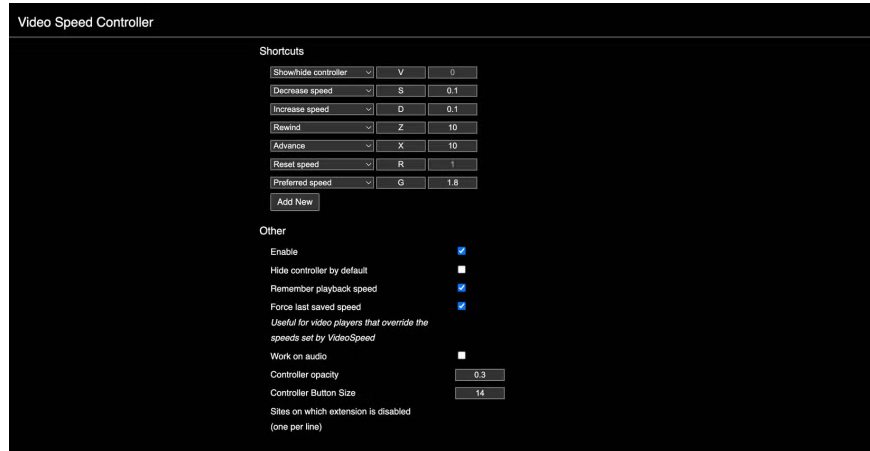 Video Speed Controller
Shortcuts
Show/hide controller V 0
Decrease speed S 0.1
Increase speed D 0.1
Rewind Z 10
Advance X 10
Reset speed R 1
Preferred speed G 1.8
Add New
Other
Enable
Hide controller by default
Remember playback speed
Force last saved speed
Useful for video players that override the
speeds set by VideoSpeed
Work on audio
Controller opacity 0.3
Controller Button Size 14
Sites on which extension is disabled
(one per line)